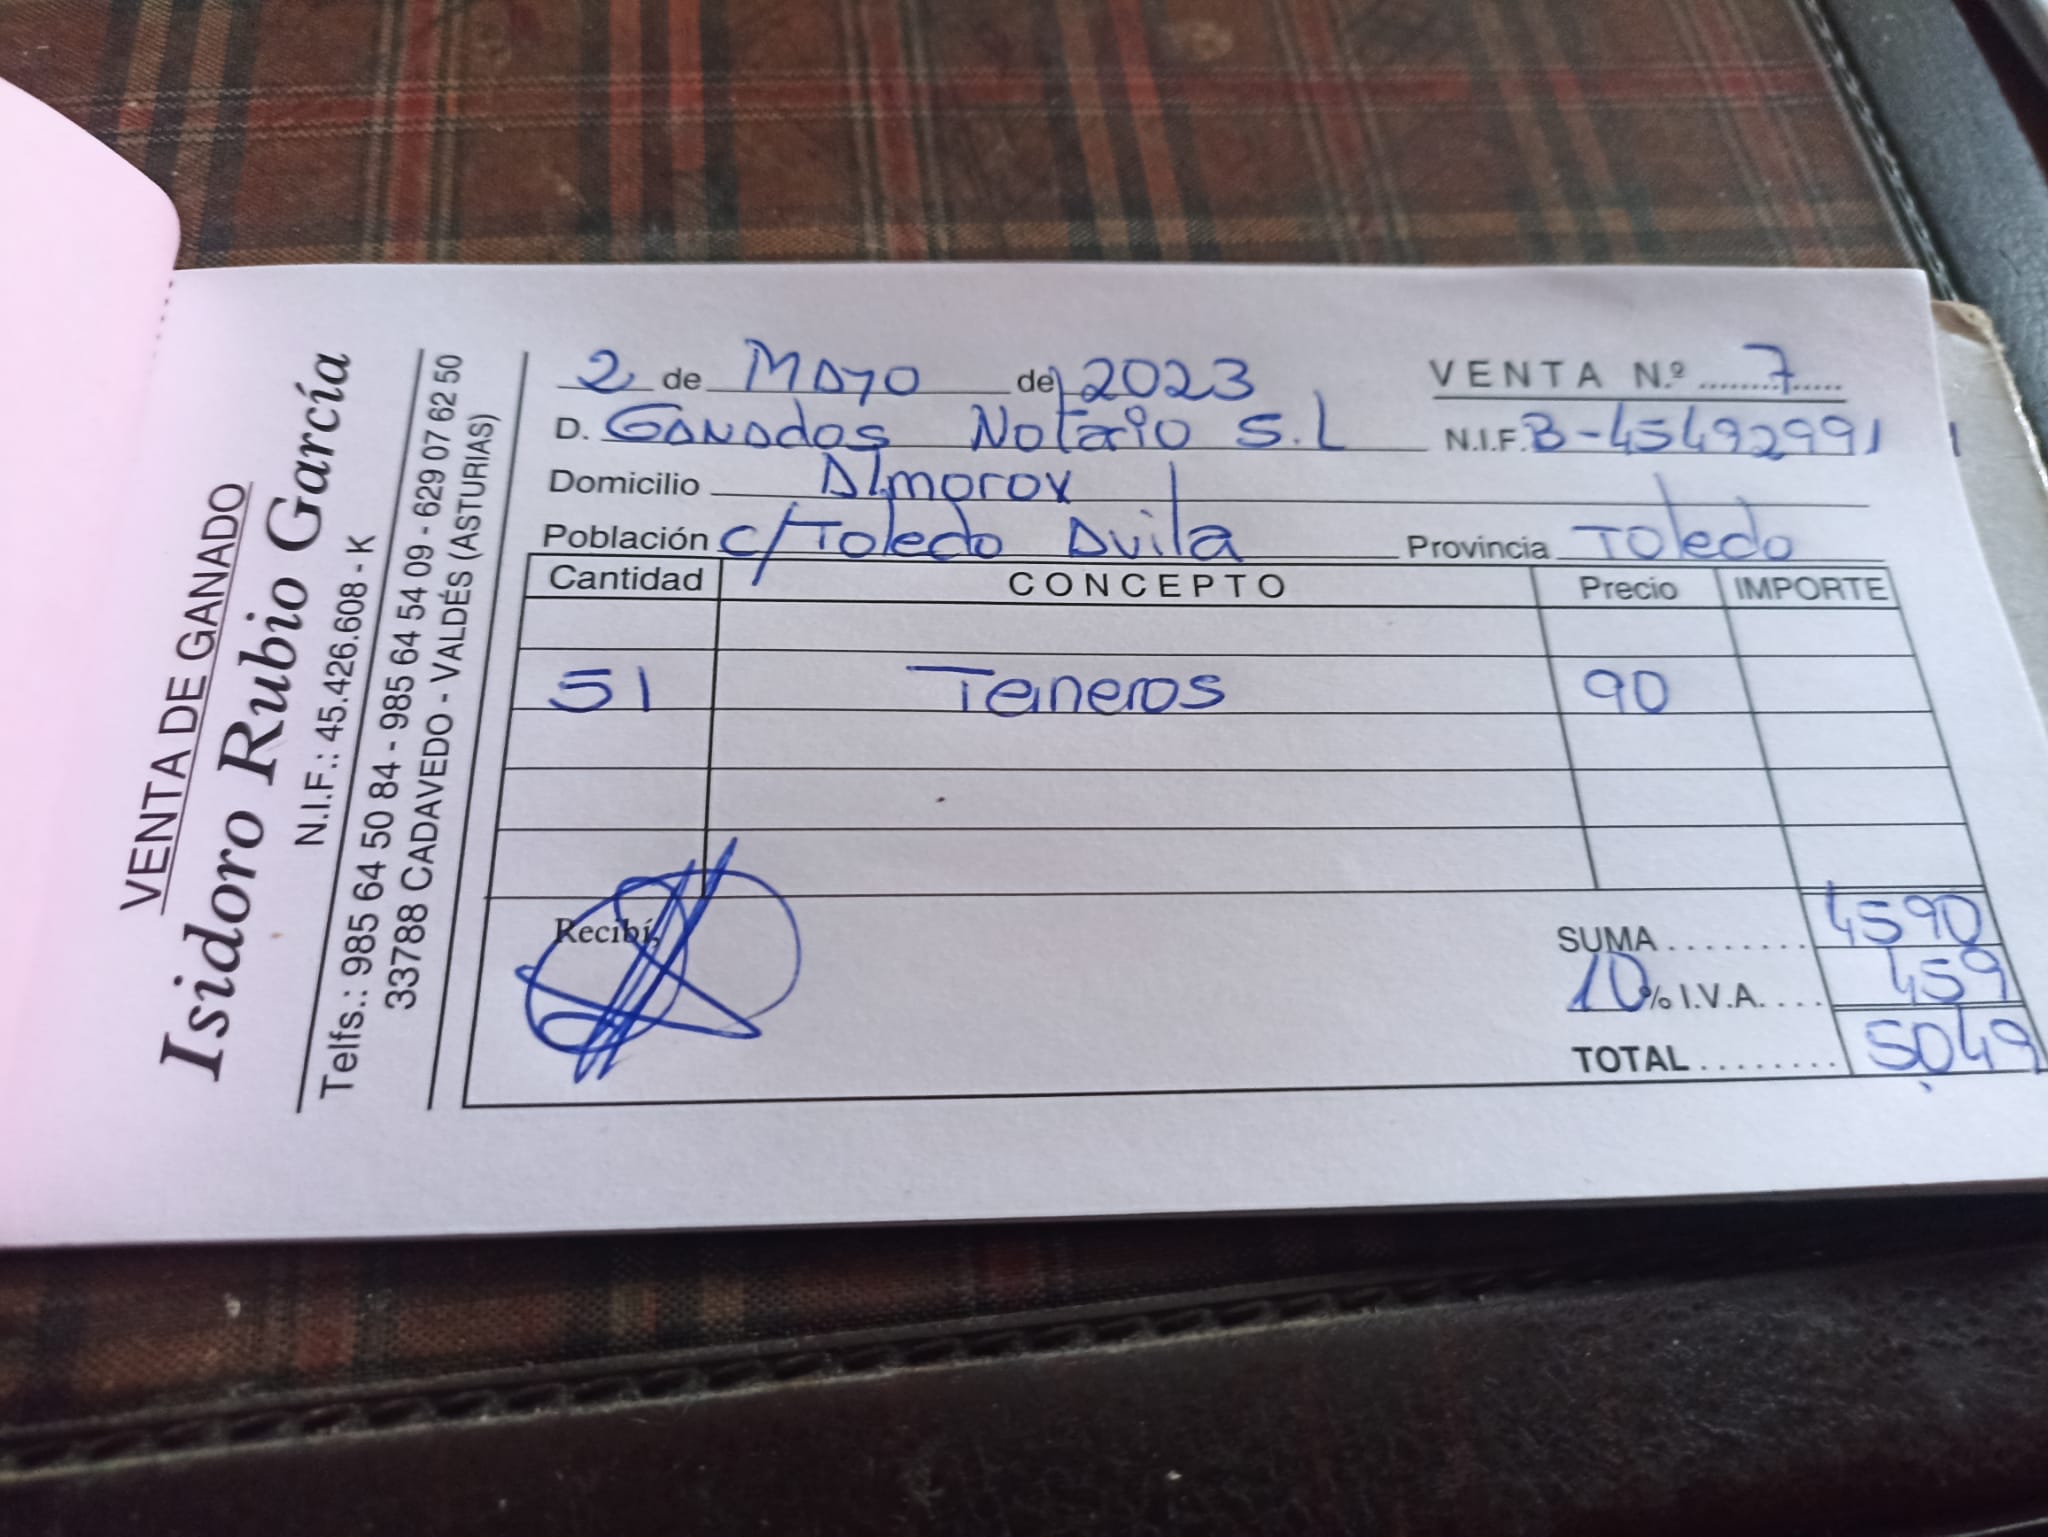 VENTA DE GANADO
Isidoro Rubio García
N.I.F.: 45.426.608 - K
Telfs.: 985 64 50 84 - 985 64 54 09 - 629 07 62 50
33788 CADAVEDO - VALDÉS (ASTURIAS)
2 de MAYO de 2023 VENTA N.º 7
D. GANADOS Notario S.L N.I.F. B-45492991
Domicilio Almorox
Población C/Toledo Avila Provincia Toledo
Cantidad CONCEPTO Precio IMPORTE
51 Terneros 90
Recibí, SUMA ........ 4590
10% I.V.A. .... 459
TOTAL ........ 5049